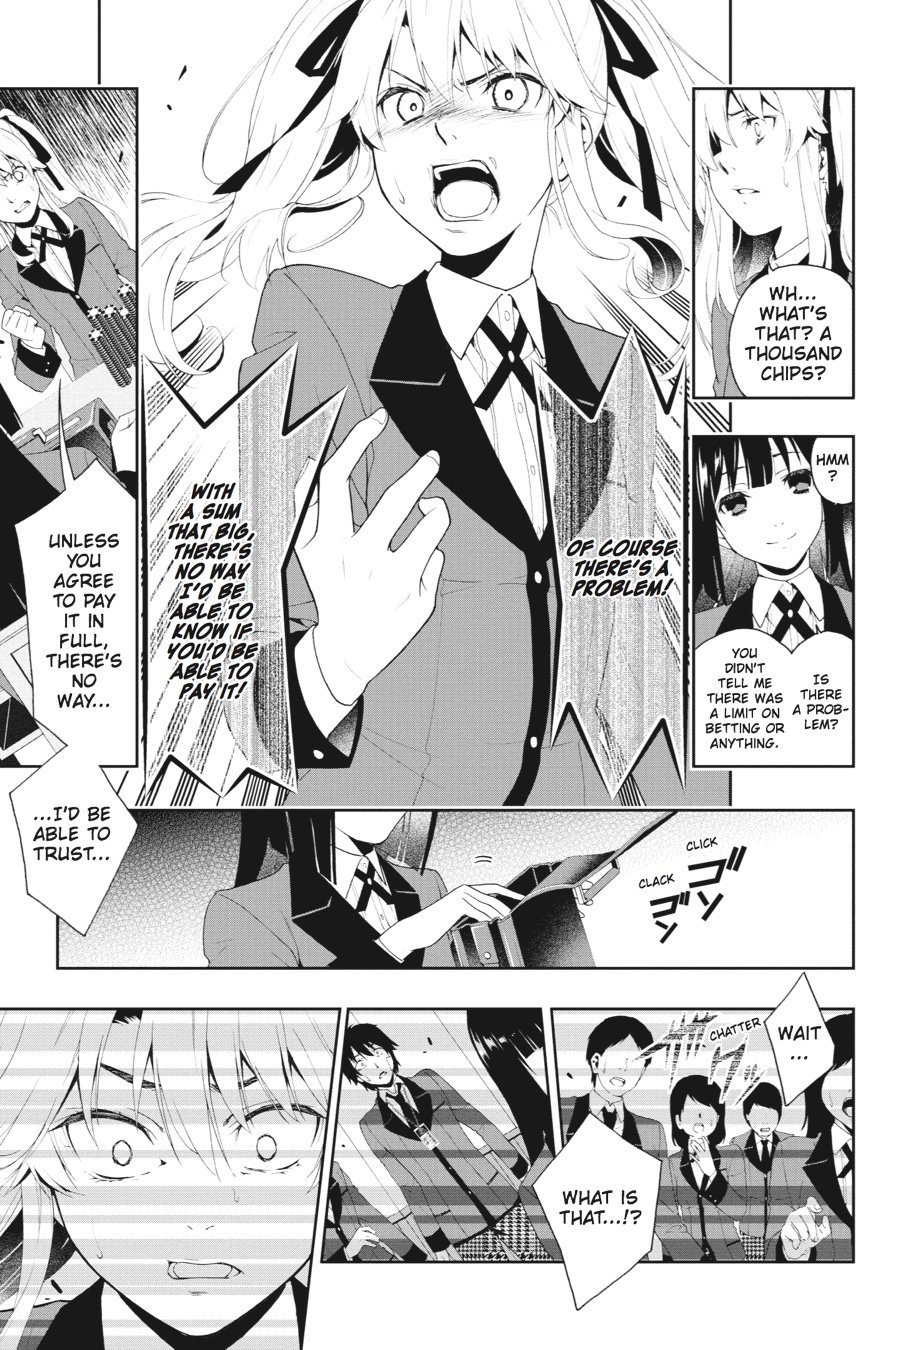 WH...
WHAT'S
THAT? A
THOUSAND
CHIPS?
HMM
?
IS
THERE
A PROB-
LEM?
YOU
DIDN'T
TELL ME
THERE WAS
A LIMIT ON
BETTING OR
ANYTHING.
OF COURSE
THERE'S A
PROBLEM!
WITH
A SUM
THAT BIG,
THERE'S
NO WAY
I'D BE
ABLE TO
KNOW IF
YOU'D BE
ABLE TO
PAY IT!
UNLESS
YOU
AGREE
TO PAY
IT IN
FULL,
THERE'S
NO
WAY...
...I'D BE
ABLE TO
TRUST...
CLICK
ゴソ
CLACK
ゴソ
WAIT
...
CHATTER
WHAT IS
THAT...!?